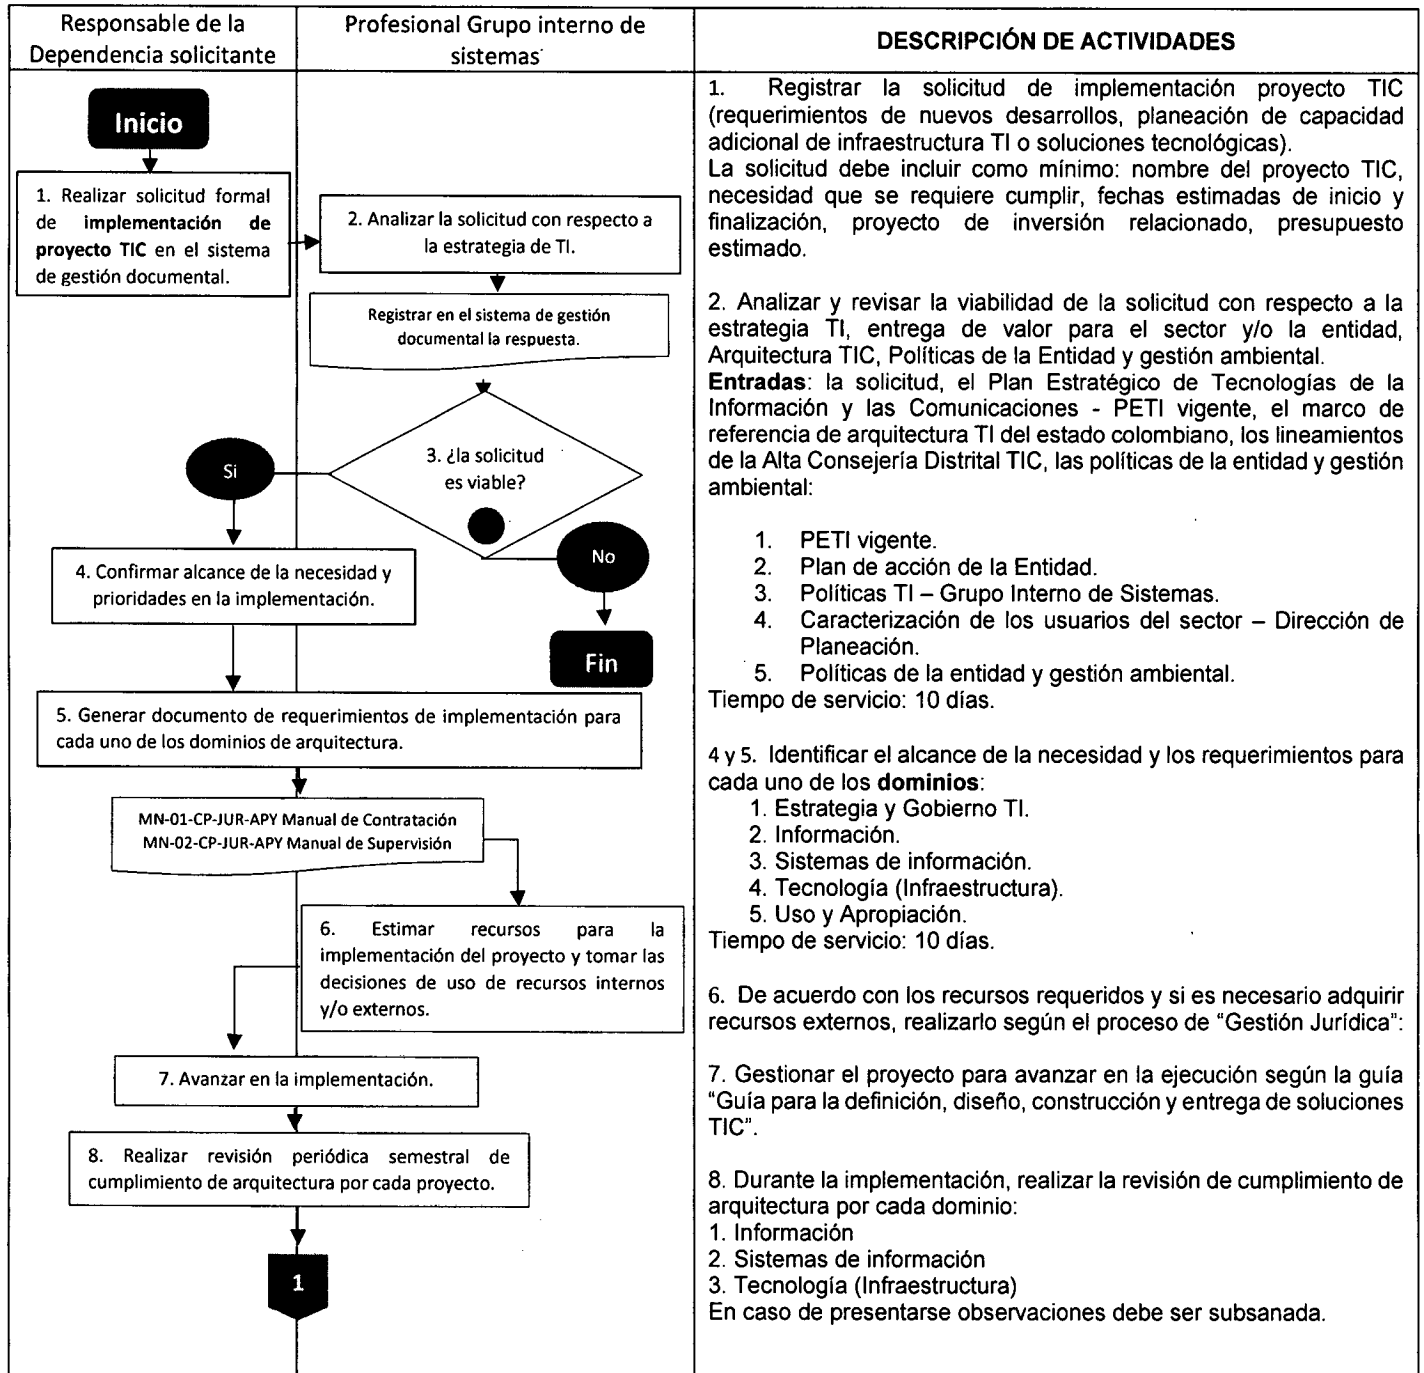 Responsable de la
Dependencia solicitante
Profesional Grupo interno de
sistemas
DESCRIPCIÓN DE ACTIVIDADES
Inicio
1. Realizar solicitud formal
de implementación de
proyecto TIC en el sistema
de gestión documental.
2. Analizar la solicitud con respecto a
la estrategia de TI.
Registrar en el sistema de gestión
documental la respuesta.
3. ¿la solicitud
es viable?
Si
No
Fin
4. Confirmar alcance de la necesidad y
prioridades en la implementación.
5. Generar documento de requerimientos de implementación para
cada uno de los dominios de arquitectura.
MN-01-CP-JUR-APY Manual de Contratación
MN-02-CP-JUR-APY Manual de Supervisión
6. Estimar recursos para la
implementación del proyecto y tomar las
decisiones de uso de recursos internos
y/o externos.
7. Avanzar en la implementación.
8. Realizar revisión periódica semestral de
cumplimiento de arquitectura por cada proyecto.
1
1. Registrar la solicitud de implementación proyecto TIC
(requerimientos de nuevos desarrollos, planeación de capacidad
adicional de infraestructura TI o soluciones tecnológicas).
La solicitud debe incluir como mínimo: nombre del proyecto TIC,
necesidad que se requiere cumplir, fechas estimadas de inicio y
finalización, proyecto de inversión relacionado, presupuesto
estimado.
2. Analizar y revisar la viabilidad de la solicitud con respecto a la
estrategia TI, entrega de valor para el sector y/o la entidad,
Arquitectura TIC, Políticas de la Entidad y gestión ambiental.
Entradas: la solicitud, el Plan Estratégico de Tecnologías de la
Información y las Comunicaciones - PETI vigente, el marco de
referencia de arquitectura TI del estado colombiano, los lineamientos
de la Alta Consejería Distrital TIC, las políticas de la entidad y gestión
ambiental:
1. PETI vigente.
2. Plan de acción de la Entidad.
3. Políticas TI – Grupo Interno de Sistemas.
4. Caracterización de los usuarios del sector – Dirección de
Planeación.
5. Políticas de la entidad y gestión ambiental.
Tiempo de servicio: 10 días.
4 y 5. Identificar el alcance de la necesidad y los requerimientos para
cada uno de los dominios:
1. Estrategia y Gobierno TI.
2. Información.
3. Sistemas de información.
4. Tecnología (Infraestructura).
5. Uso y Apropiación.
Tiempo de servicio: 10 días.
6. De acuerdo con los recursos requeridos y si es necesario adquirir
recursos externos, realizarlo según el proceso de “Gestión Jurídica”:
7. Gestionar el proyecto para avanzar en la ejecución según la guía
“Guía para la definición, diseño, construcción y entrega de soluciones
TIC”.
8. Durante la implementación, realizar la revisión de cumplimiento de
arquitectura por cada dominio:
1. Información
2. Sistemas de información
3. Tecnología (Infraestructura)
En caso de presentarse observaciones debe ser subsanada.